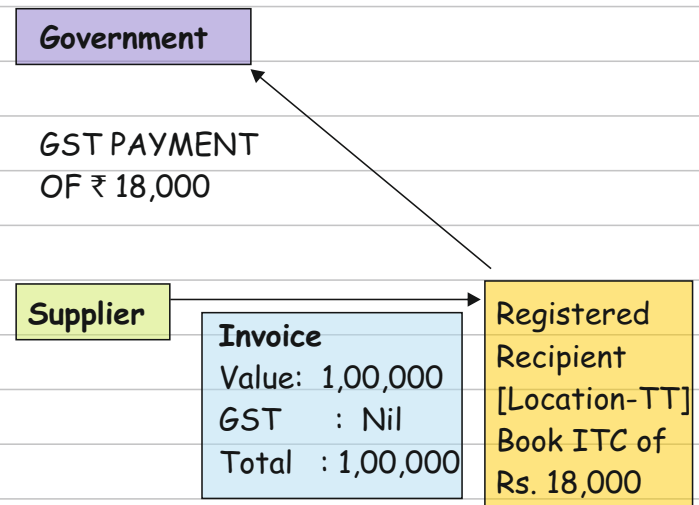 Government
GST PAYMENT
OF ₹ 18,000
Supplier
Invoice
Value: 1,00,000
GST : Nil
Total : 1,00,000
Registered
Recipient
[Location-TT]
Book ITC of
Rs. 18,000